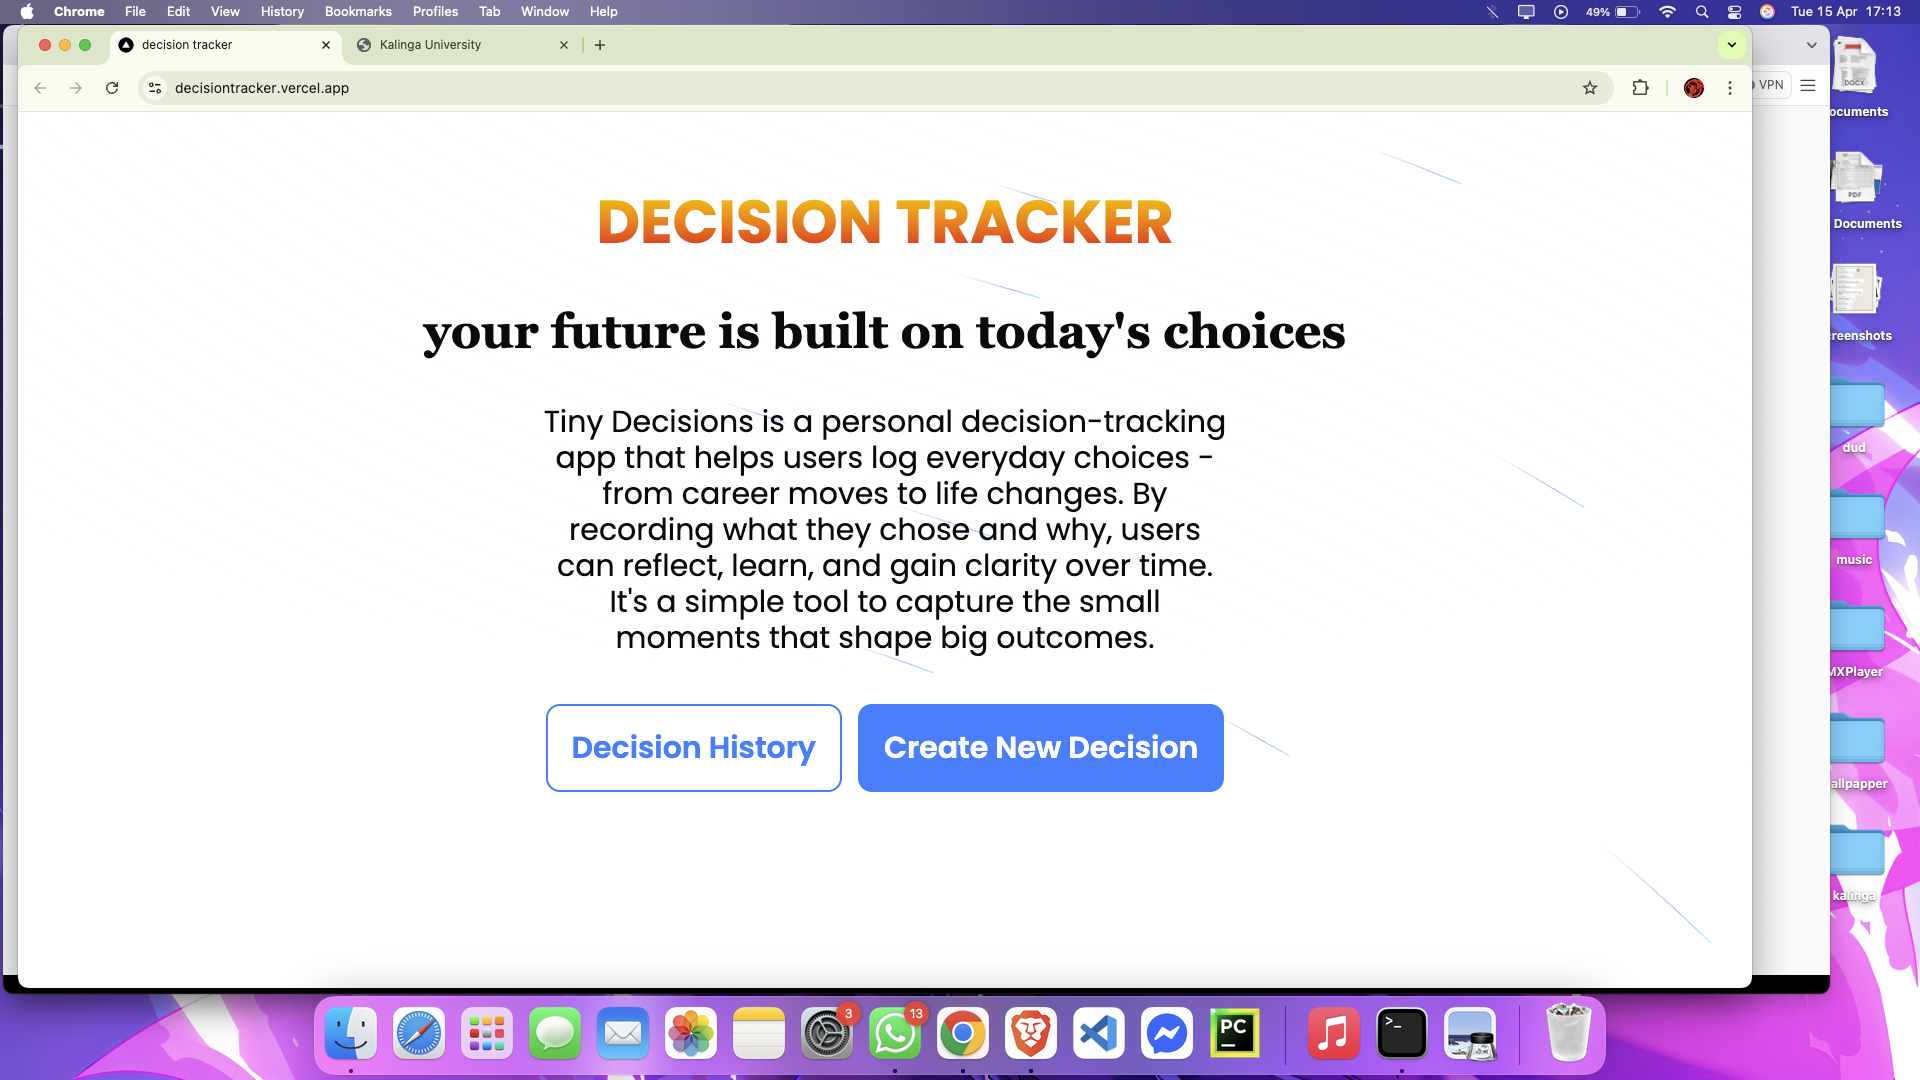 Chrome File Edit View History Bookmarks Profiles Tab Window Help 49% Tue 15 Apr 17:13
decision tracker Kalinga University
decisiontracker.vercel.app
VPN
DECISION TRACKER
your future is built on today's choices
Tiny Decisions is a personal decision-tracking
app that helps users log everyday choices -
from career moves to life changes. By
recording what they chose and why, users
can reflect, learn, and gain clarity over time.
It's a simple tool to capture the small
moments that shape big outcomes.
Decision History Create New Decision
DOCX
ocuments
PDF
Documents
reenshots
dud
music
MXPlayer
allpapper
kalinga
3 13
PC
>_